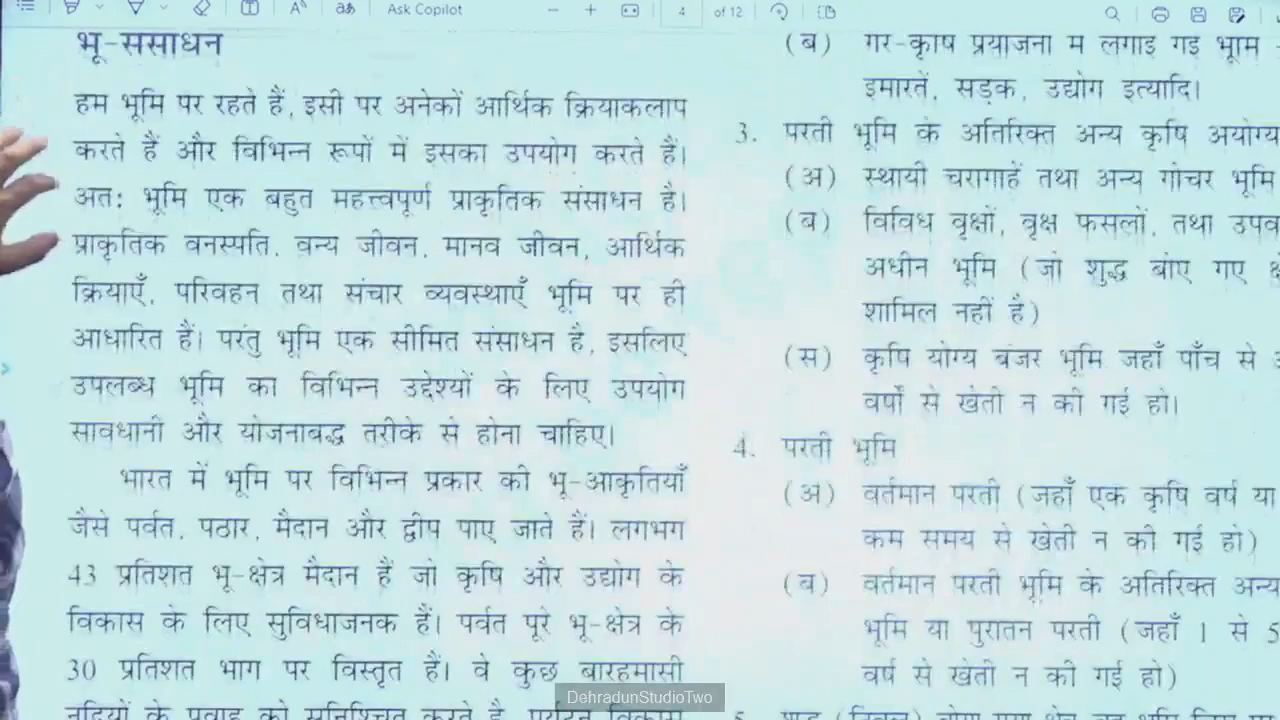 Ask Copilot
4 of 12
भू-संसाधन
हम भूमि पर रहते हैं, इसी पर अनेकों आर्थिक क्रियाकलाप
करते हैं और विभिन्न रूपों में इसका उपयोग करते हैं।
अतः भूमि एक बहुत महत्त्वपूर्ण प्राकृतिक संसाधन है।
प्राकृतिक वनस्पति, वन्य जीवन, मानव जीवन, आर्थिक
क्रियाएँ, परिवहन तथा संचार व्यवस्थाएँ भूमि पर ही
आधारित हैं। परंतु भूमि एक सीमित संसाधन है, इसलिए
उपलब्ध भूमि का विभिन्न उद्देश्यों के लिए उपयोग
सावधानी और योजनाबद्ध तरीके से होना चाहिए।
भारत में भूमि पर विभिन्न प्रकार की भू-आकृतियाँ
जैसे पर्वत, पठार, मैदान और द्वीप पाए जाते हैं। लगभग
43 प्रतिशत भू-क्षेत्र मैदान हैं जो कृषि और उद्योग के
विकास के लिए सुविधाजनक हैं। पर्वत पूरे भू-क्षेत्र के
30 प्रतिशत भाग पर विस्तृत हैं। वे कुछ बारहमासी
नदियों के प्रवाह को सुनिश्चित करते हैं, पर्यटन विकास
(ब) गैर-कृषि प्रयोजनों में लगाई गई भूमि -
इमारतें, सड़क, उद्योग इत्यादि।
3. परती भूमि के अतिरिक्त अन्य कृषि अयोग्य
(अ) स्थायी चरागाहें तथा अन्य गोचर भूमि
(ब) विविध वृक्षों, वृक्ष फसलों, तथा
अधीन भूमि (जो शुद्ध बोए गए
शामिल नहीं है)
(स) कृषि योग्य बंजर भूमि जहाँ पाँच से
वर्षों से खेती न की गई हो।
4. परती भूमि
(अ) वर्तमान परती (जहाँ एक कृषि वर्ष या
कम समय से खेती न की गई हो)
(ब) वर्तमान परती भूमि के अतिरिक्त अन्य
भूमि या पुरातन परती (जहाँ 1 से 5
वर्ष से खेती न की गई हो)
DehradunStudioTwo